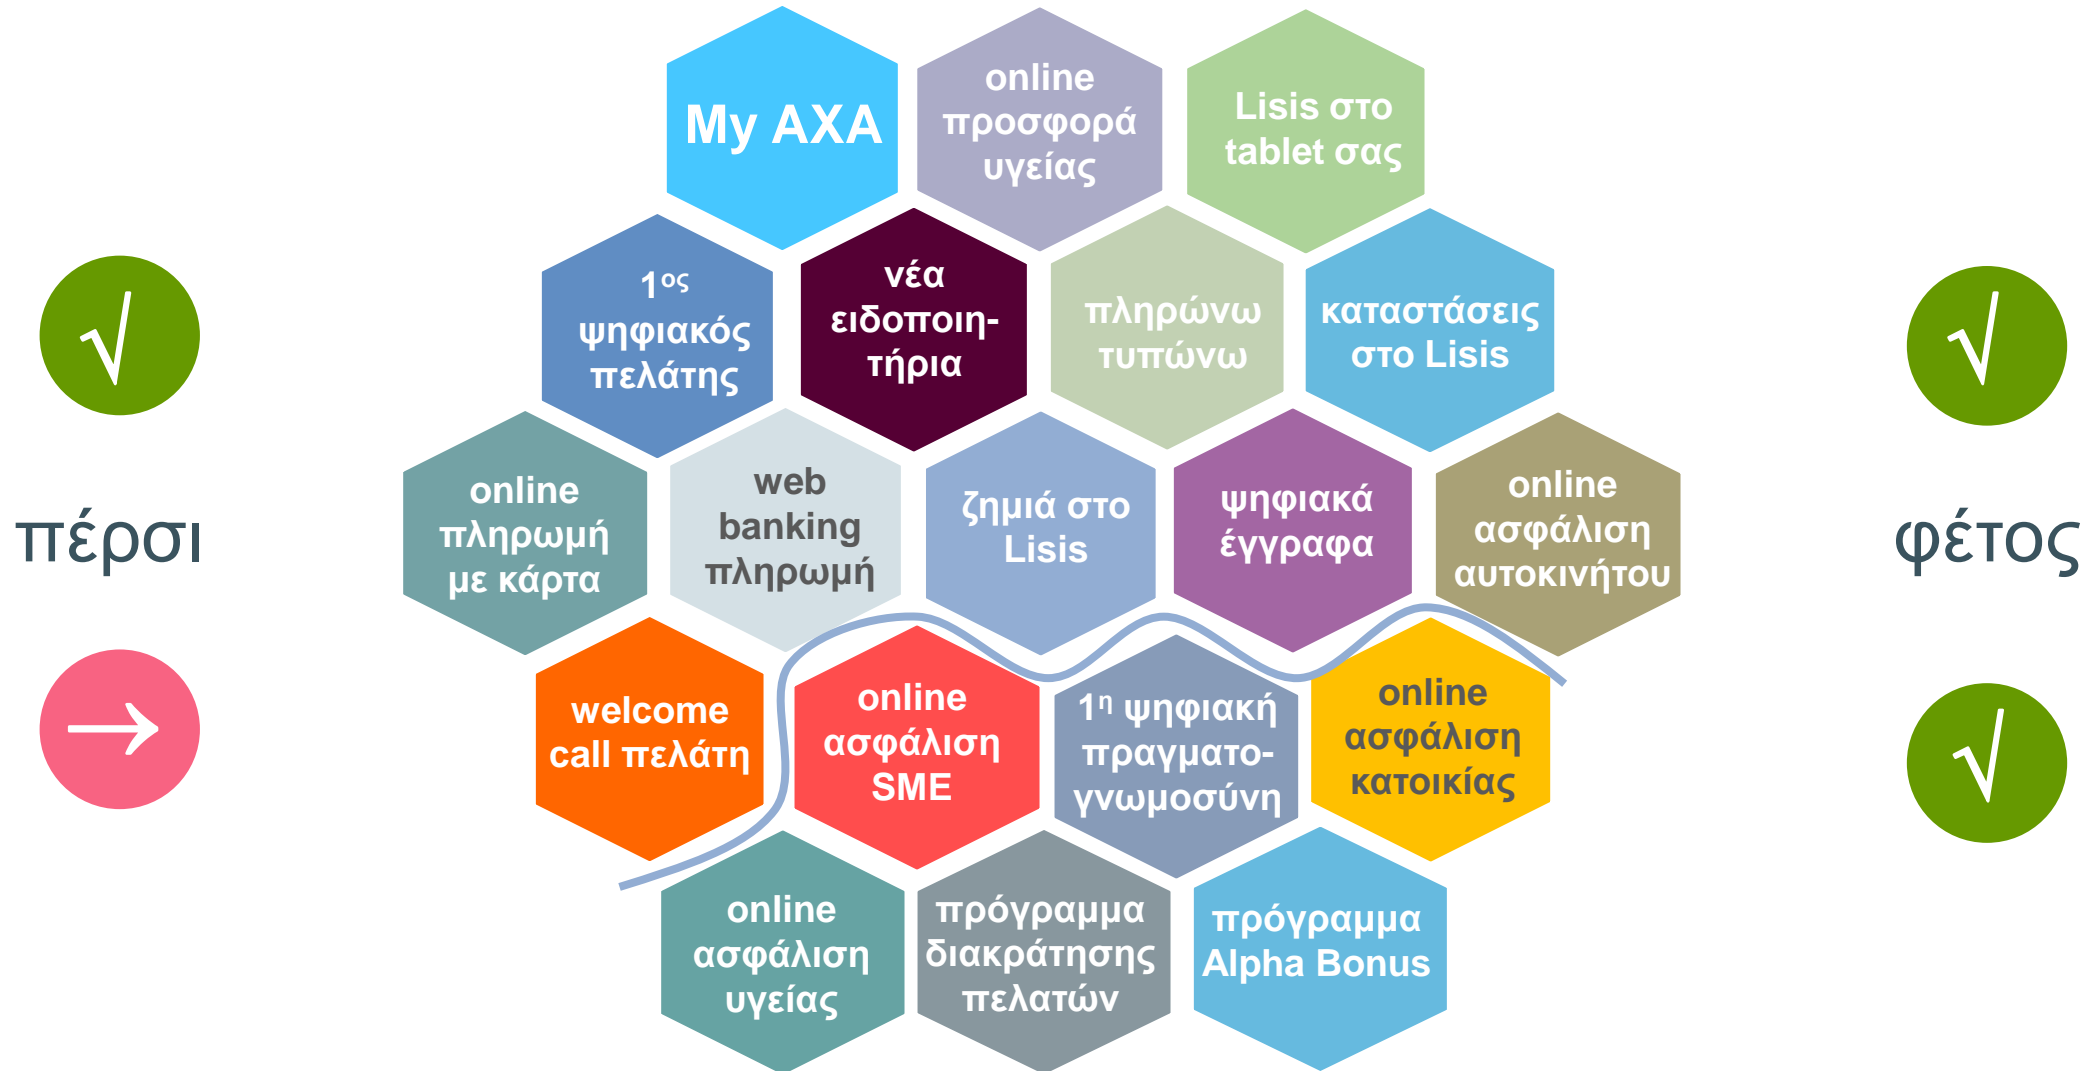 My AXA
online
προσφορά
υγείας
Lisis στο
tablet σας
1ος
ψηφιακός
πελάτης
νέα
ειδοποιη-
τήρια
πληρώνω
τυπώνω
καταστάσεις
στο Lisis
√
√
πέρσι
φέτος
online
πληρωμή
με κάρτα
web
banking
πληρωμή
ζημιά στο
Lisis
ψηφιακά
έγγραφα
online
ασφάλιση
αυτοκινήτου
→
√
welcome
call πελάτη
online
ασφάλιση
SME
1η ψηφιακή
πραγματο-
γνωμοσύνη
online
ασφάλιση
κατοικίας
online
ασφάλιση
υγείας
πρόγραμμα
διακράτησης
πελατών
πρόγραμμα
Alpha Bonus